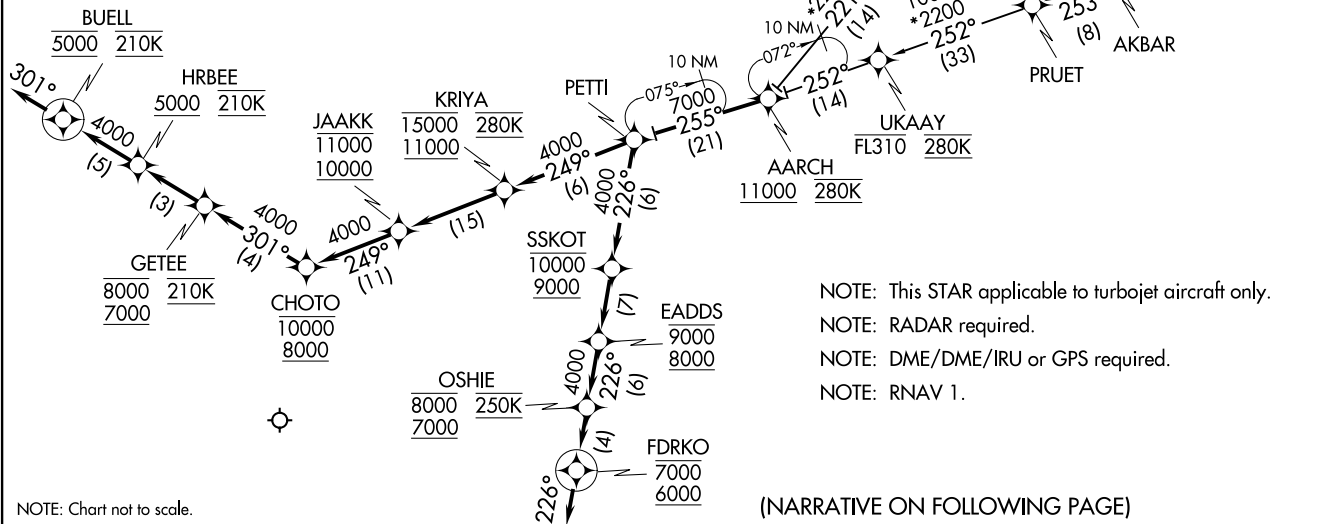 BUELL
5000 210K
301°
HRBEE
5000 210K
4000
(5)
(3)
GETEE
8000 210K
7000
4000
301°
(4)
CHOTO
10000
8000
JAAKK
11000
10000
4000
249°
(11)
KRIYA
15000 280K
11000
(15)
4000
249°
(6)
PETTI
10 NM
075°
7000
255°
(21)
10 NM
072°
(14)
252°
(14)
AARCH
11000 280K
UKAAY
FL310 280K
*2200
252°
(33)
PRUET
253
(8)
AKBAR
4000
226°
(6)
SSKOT
10000
9000
(7)
EADDS
9000
8000
4000
226°
(6)
OSHIE
8000 250K
7000
(4)
FDRKO
7000
6000
226°
NOTE: This STAR applicable to turbojet aircraft only.
NOTE: RADAR required.
NOTE: DME/DME/IRU or GPS required.
NOTE: RNAV 1.
NOTE: Chart not to scale.
(NARRATIVE ON FOLLOWING PAGE)